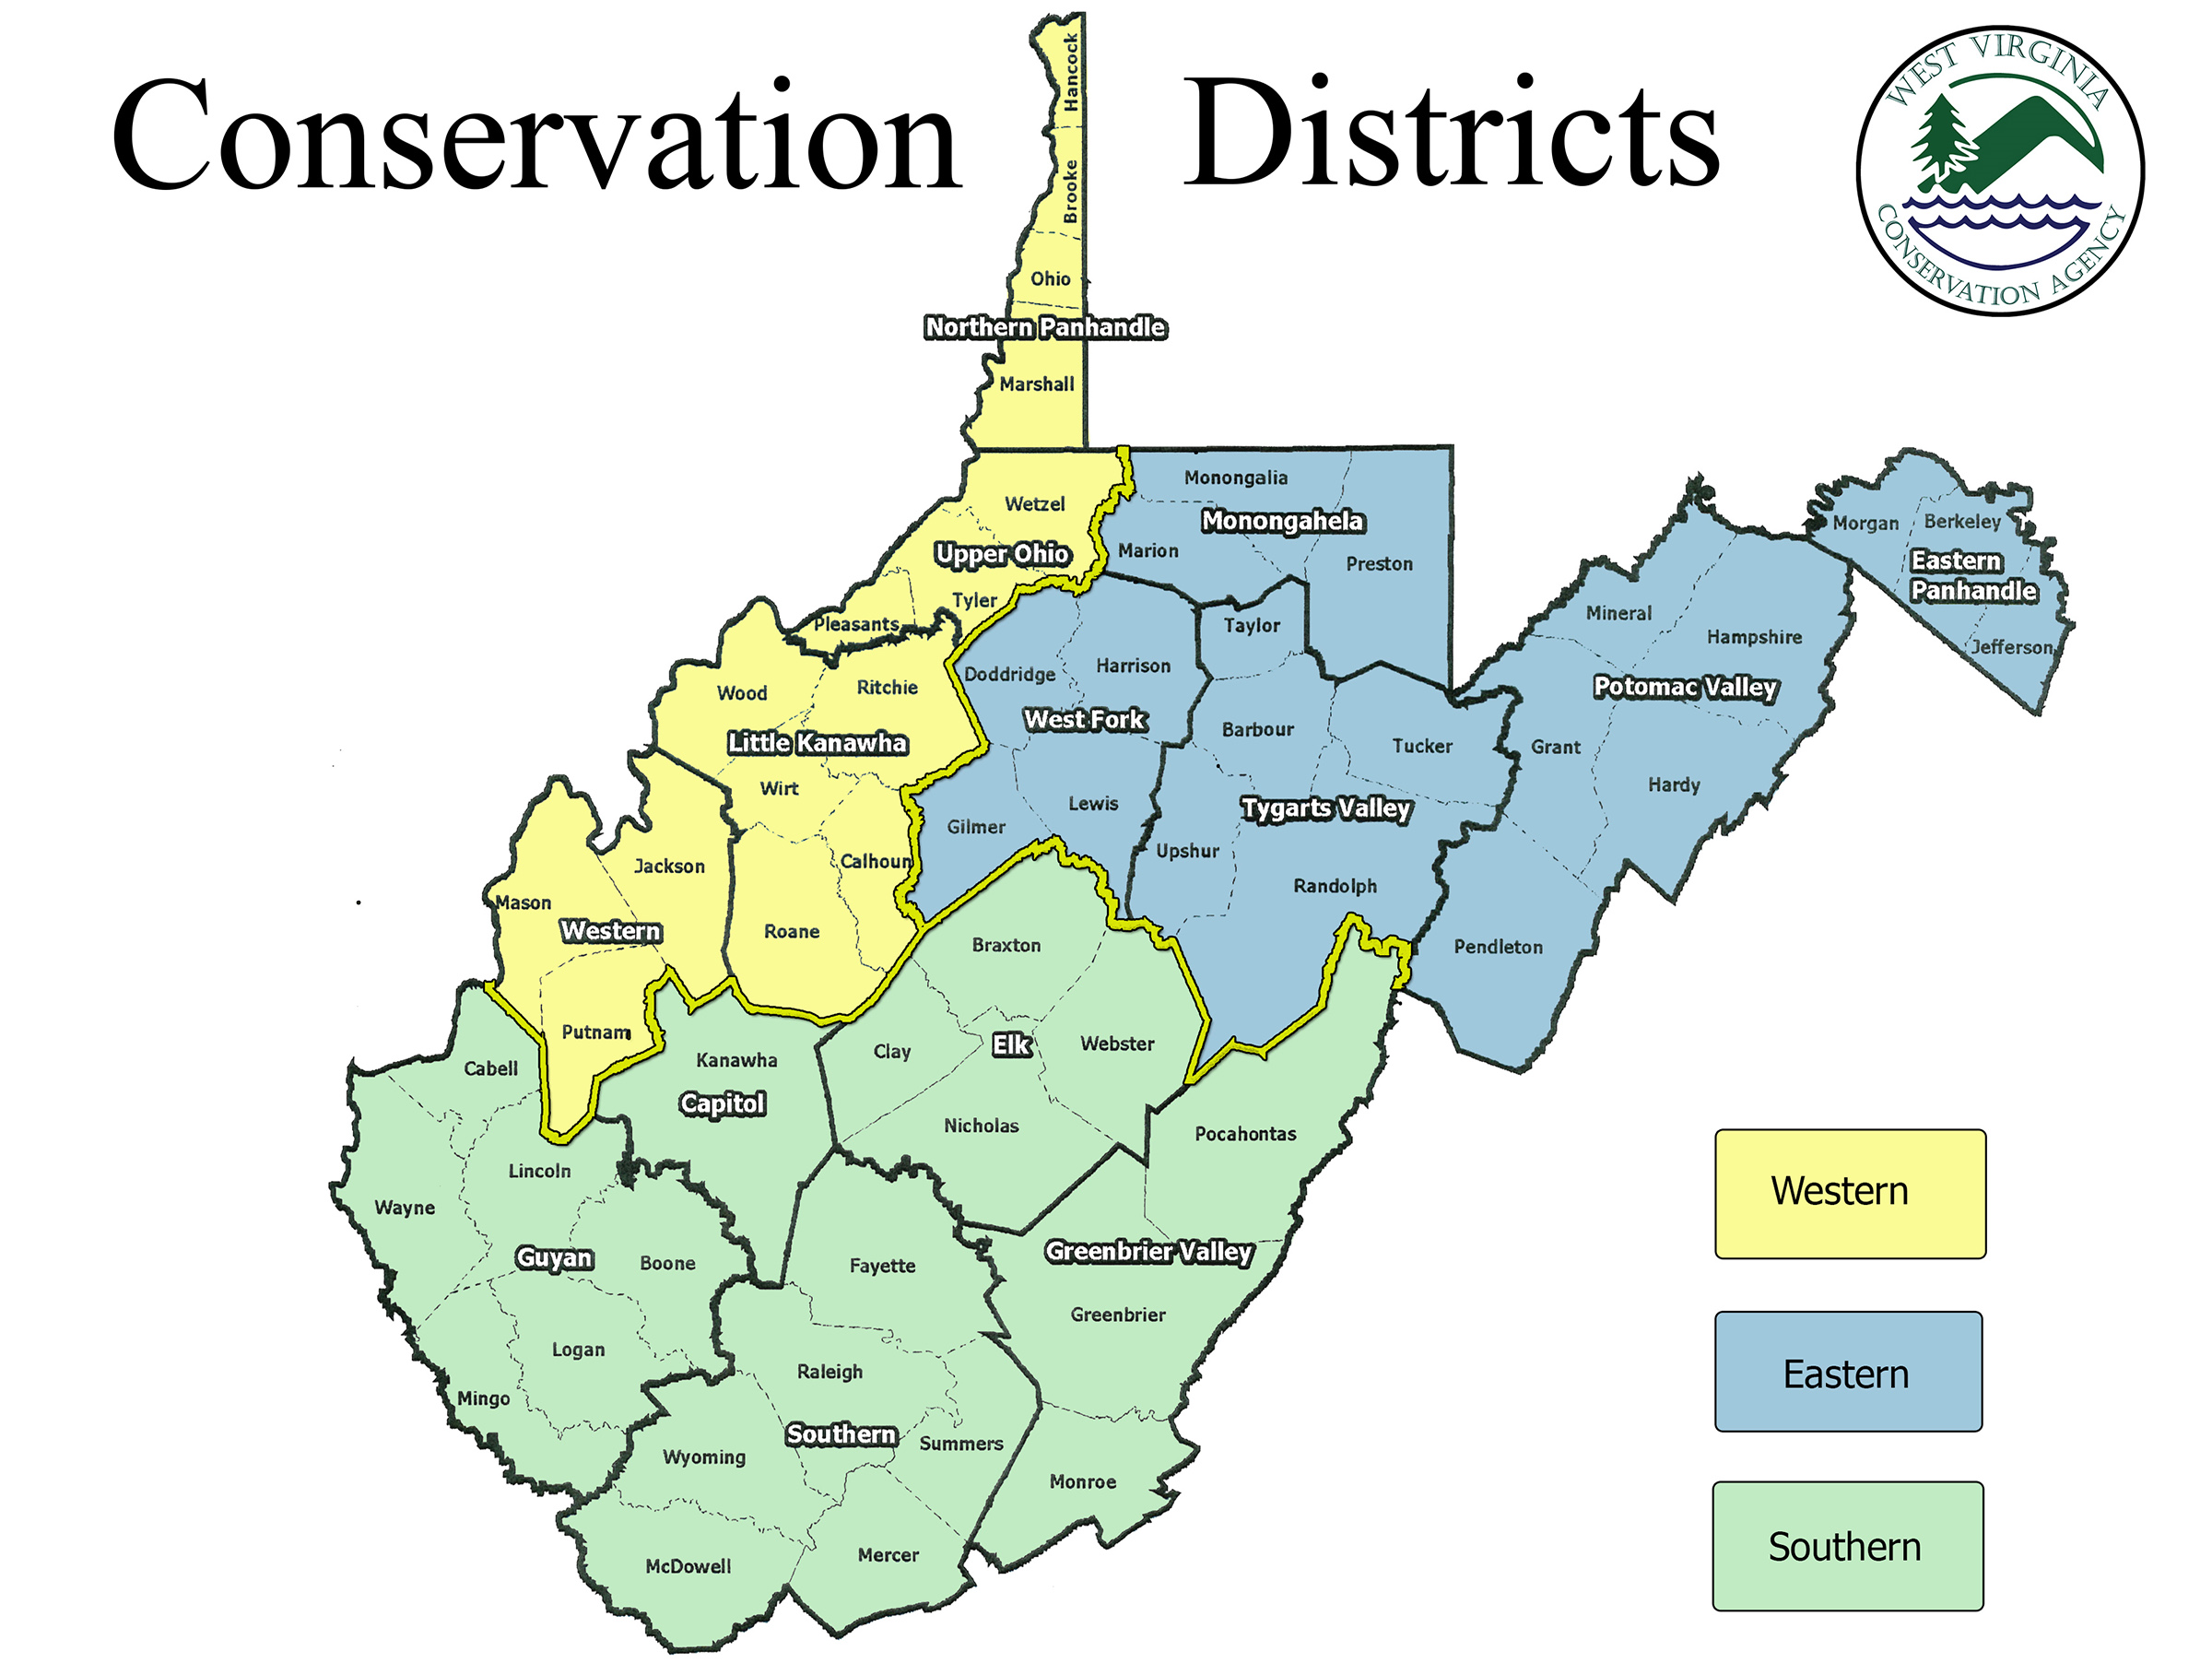 Conservation Districts
WEST VIRGINIA
CONSERVATION AGENCY
Hancock
Brooke
Ohio
Northern Panhandle
Marshall
Wetzel
Upper Ohio
Tyler
Pleasants
Monongalia
Monongahela
Marion
Preston
Morgan
Berkeley
Eastern
Panhandle
Jefferson
Mineral
Hampshire
Potomac Valley
Grant
Hardy
Pendleton
Taylor
Barbour
Tucker
Tygarts Valley
Upshur
Randolph
Doddridge
Harrison
West Fork
Lewis
Gilmer
Wood
Ritchie
Little Kanawha
Wirt
Calhoun
Roane
Jackson
Mason
Western
Putnam
Braxton
Clay
Elk
Webster
Nicholas
Kanawha
Capitol
Cabell
Lincoln
Wayne
Guyan
Boone
Logan
Mingo
Pocahontas
Greenbrier Valley
Greenbrier
Monroe
Fayette
Raleigh
Southern
Summers
Wyoming
McDowell
Mercer
Western
Eastern
Southern